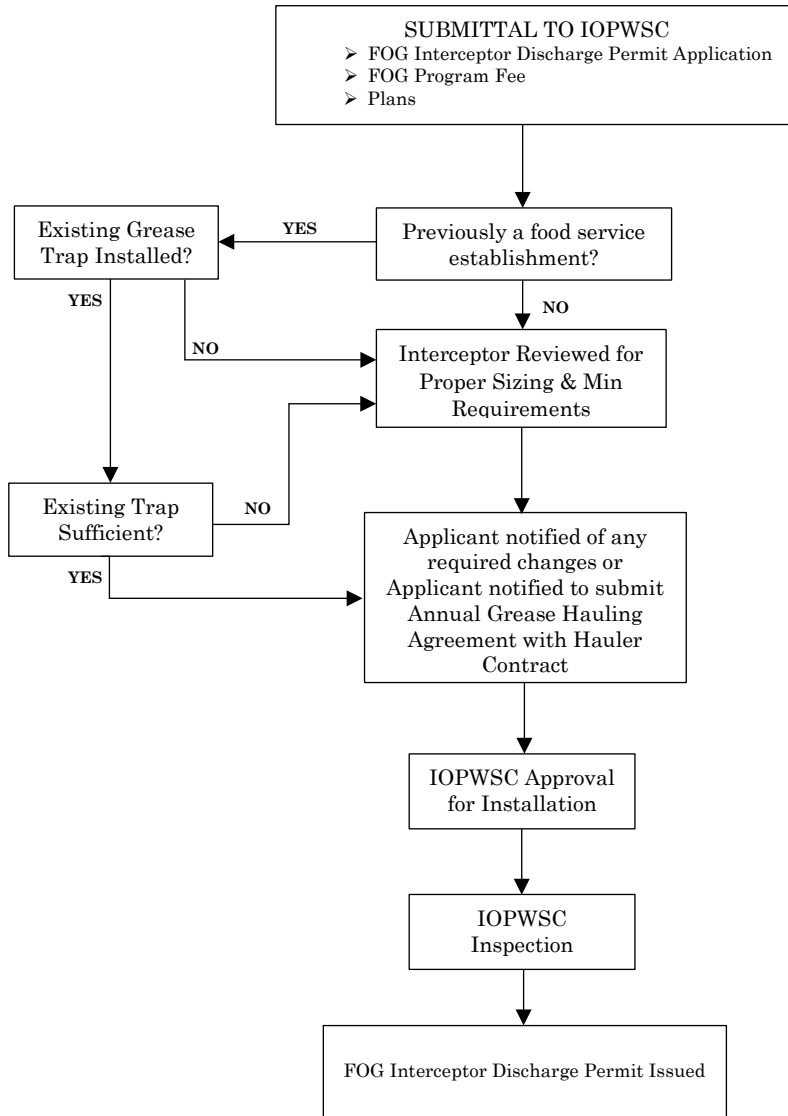 SUBMITTAL TO IOPWSC
➢ FOG Interceptor Discharge Permit Application
➢ FOG Program Fee
➢ Plans
Existing Grease
Trap Installed?
YES
Previously a food service
establishment?
YES
NO
NO
Interceptor Reviewed for
Proper Sizing & Min
Requirements
Existing Trap
Sufficient?
NO
YES
Applicant notified of any
required changes or
Applicant notified to submit
Annual Grease Hauling
Agreement with Hauler
Contract
IOPWSC Approval
for Installation
IOPWSC
Inspection
FOG Interceptor Discharge Permit Issued